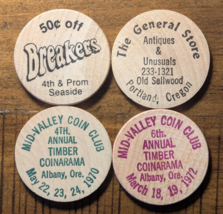 50¢ off
Breakers
4th & Prom
Seaside
The General Store
Antiques
&
Unusuals
233-1321
Old Sellwood
Portland, Oregon
MID-VALLEY COIN CLUB
4TH.
ANNUAL
TIMBER
COINARAMA
Albany, Ore.
May 22, 23, 24, 1970
MID-VALLEY COIN CLUB
6th.
ANNUAL
TIMBER
COINARAMA
Albany, Ore.
March 18, 19, 1972